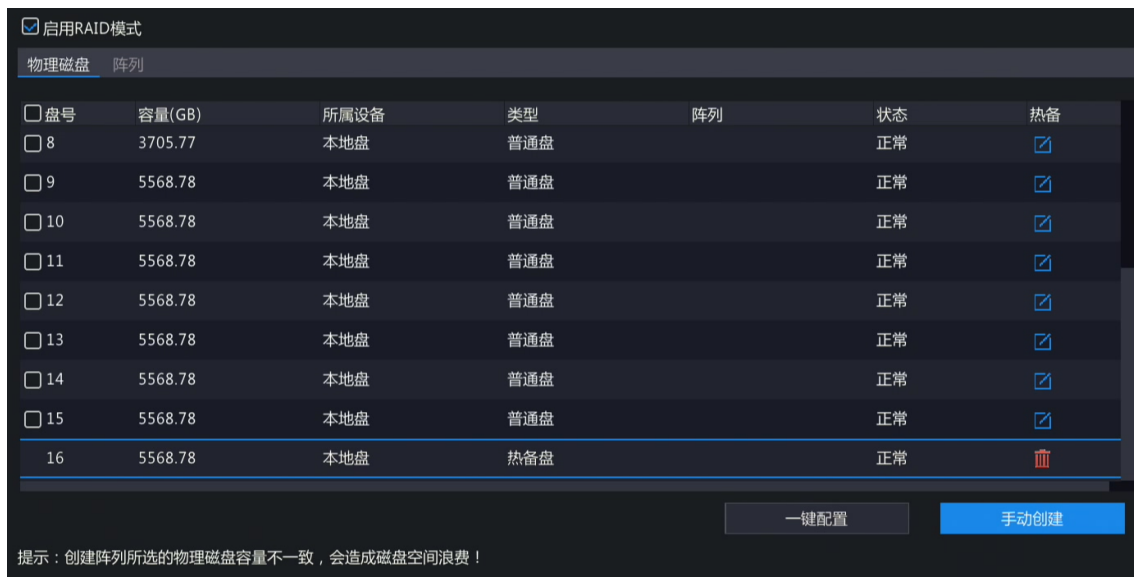 启用RAID模式
物理磁盘 阵列
盘号 容量(GB) 所属设备 类型 阵列 状态 热备
8 3705.77 本地盘 普通盘 正常
9 5568.78 本地盘 普通盘 正常
10 5568.78 本地盘 普通盘 正常
11 5568.78 本地盘 普通盘 正常
12 5568.78 本地盘 普通盘 正常
13 5568.78 本地盘 普通盘 正常
14 5568.78 本地盘 普通盘 正常
15 5568.78 本地盘 普通盘 正常
16 5568.78 本地盘 热备盘 正常
一键配置 手动创建
提示：创建阵列所选的物理磁盘容量不一致，会造成磁盘空间浪费！